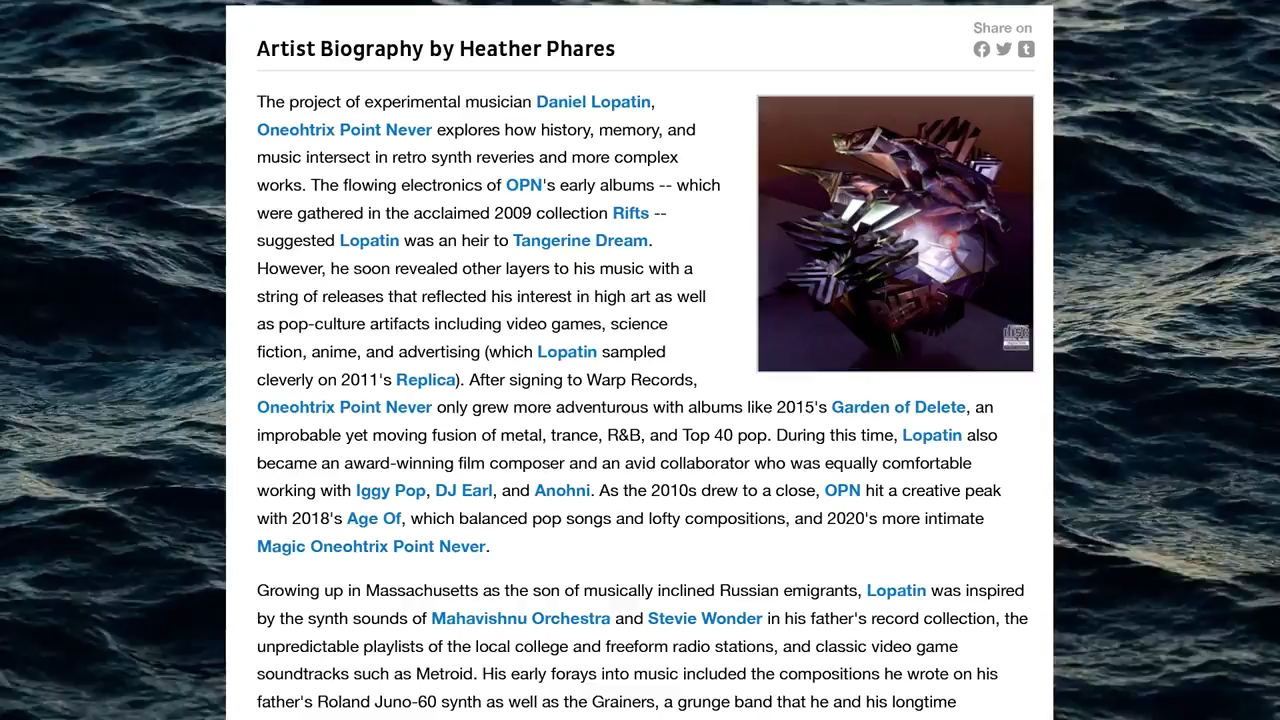 Share on
Artist Biography by Heather Phares
The project of experimental musician Daniel Lopatin,
Oneohtrix Point Never explores how history, memory, and
music intersect in retro synth reveries and more complex
works. The flowing electronics of OPN's early albums -- which
were gathered in the acclaimed 2009 collection Rifts --
suggested Lopatin was an heir to Tangerine Dream.
However, he soon revealed other layers to his music with a
string of releases that reflected his interest in high art as well
as pop-culture artifacts including video games, science
fiction, anime, and advertising (which Lopatin sampled
cleverly on 2011's Replica). After signing to Warp Records,
Oneohtrix Point Never only grew more adventurous with albums like 2015's Garden of Delete, an
improbable yet moving fusion of metal, trance, R&B, and Top 40 pop. During this time, Lopatin also
became an award-winning film composer and an avid collaborator who was equally comfortable
working with Iggy Pop, DJ Earl, and Anohni. As the 2010s drew to a close, OPN hit a creative peak
with 2018's Age Of, which balanced pop songs and lofty compositions, and 2020's more intimate
Magic Oneohtrix Point Never.
Growing up in Massachusetts as the son of musically inclined Russian emigrants, Lopatin was inspired
by the synth sounds of Mahavishnu Orchestra and Stevie Wonder in his father's record collection, the
unpredictable playlists of the local college and freeform radio stations, and classic video game
soundtracks such as Metroid. His early forays into music included the compositions he wrote on his
father's Roland Juno-60 synth as well as the Grainers, a grunge band that he and his longtime